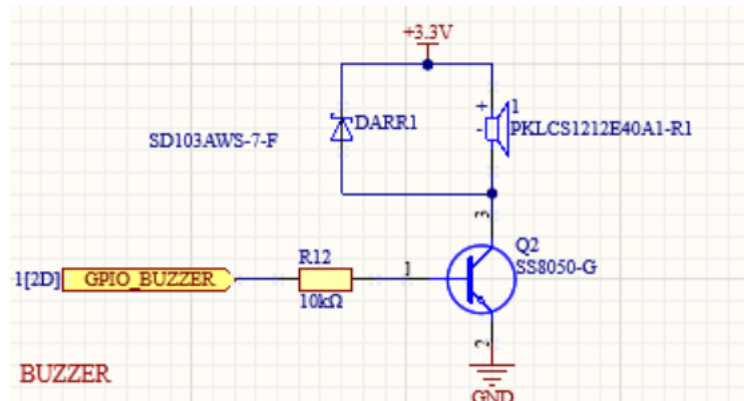 +3.3V
+ 1
DARR1
- PKLCS1212E40A1-R1
SD103AWS-7-F
3
Q2
R12
SS8050-G
1[2D] GPIO_BUZZER
1
10kΩ
2
BUZZER
GND